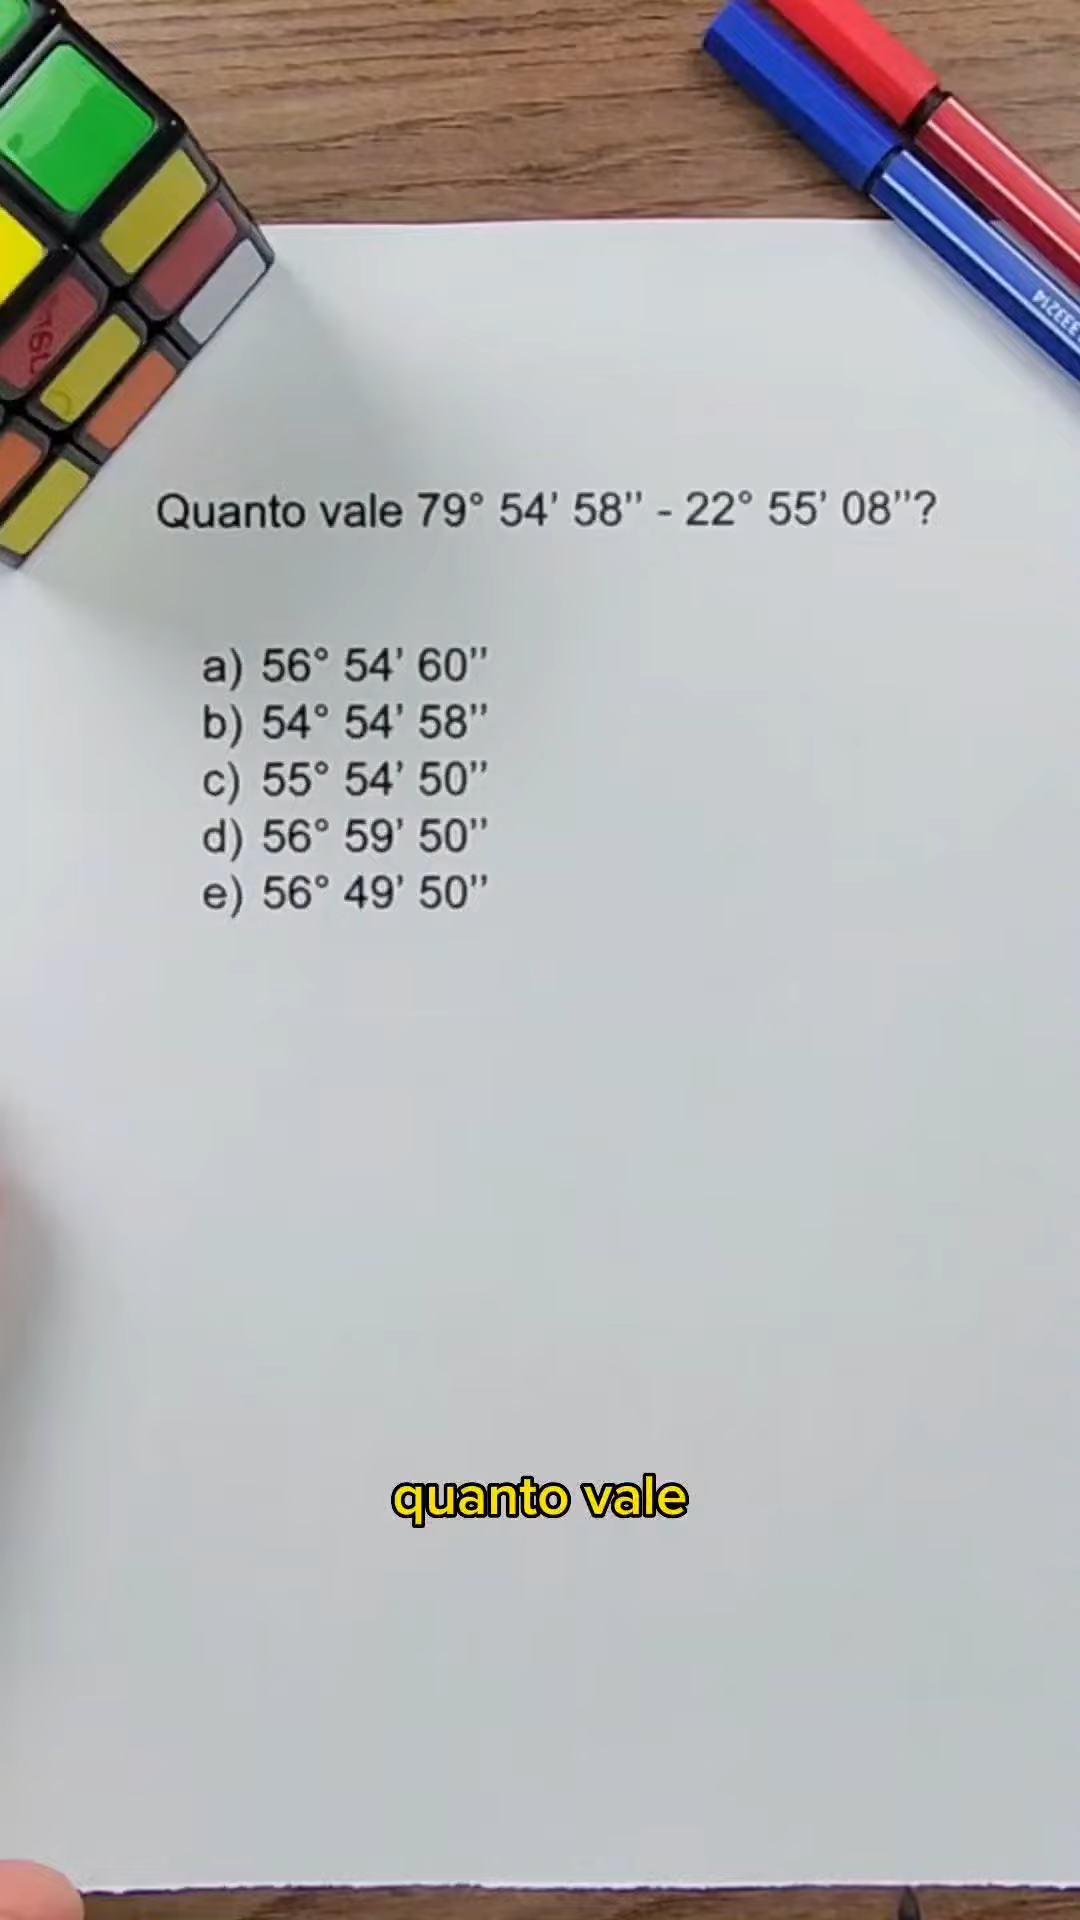 Quanto vale 79° 54' 58" - 22° 55' 08"?
a) 56° 54' 60"
b) 54° 54' 58"
c) 55° 54' 50"
d) 56° 59' 50"
e) 56° 49' 50"
quanto vale